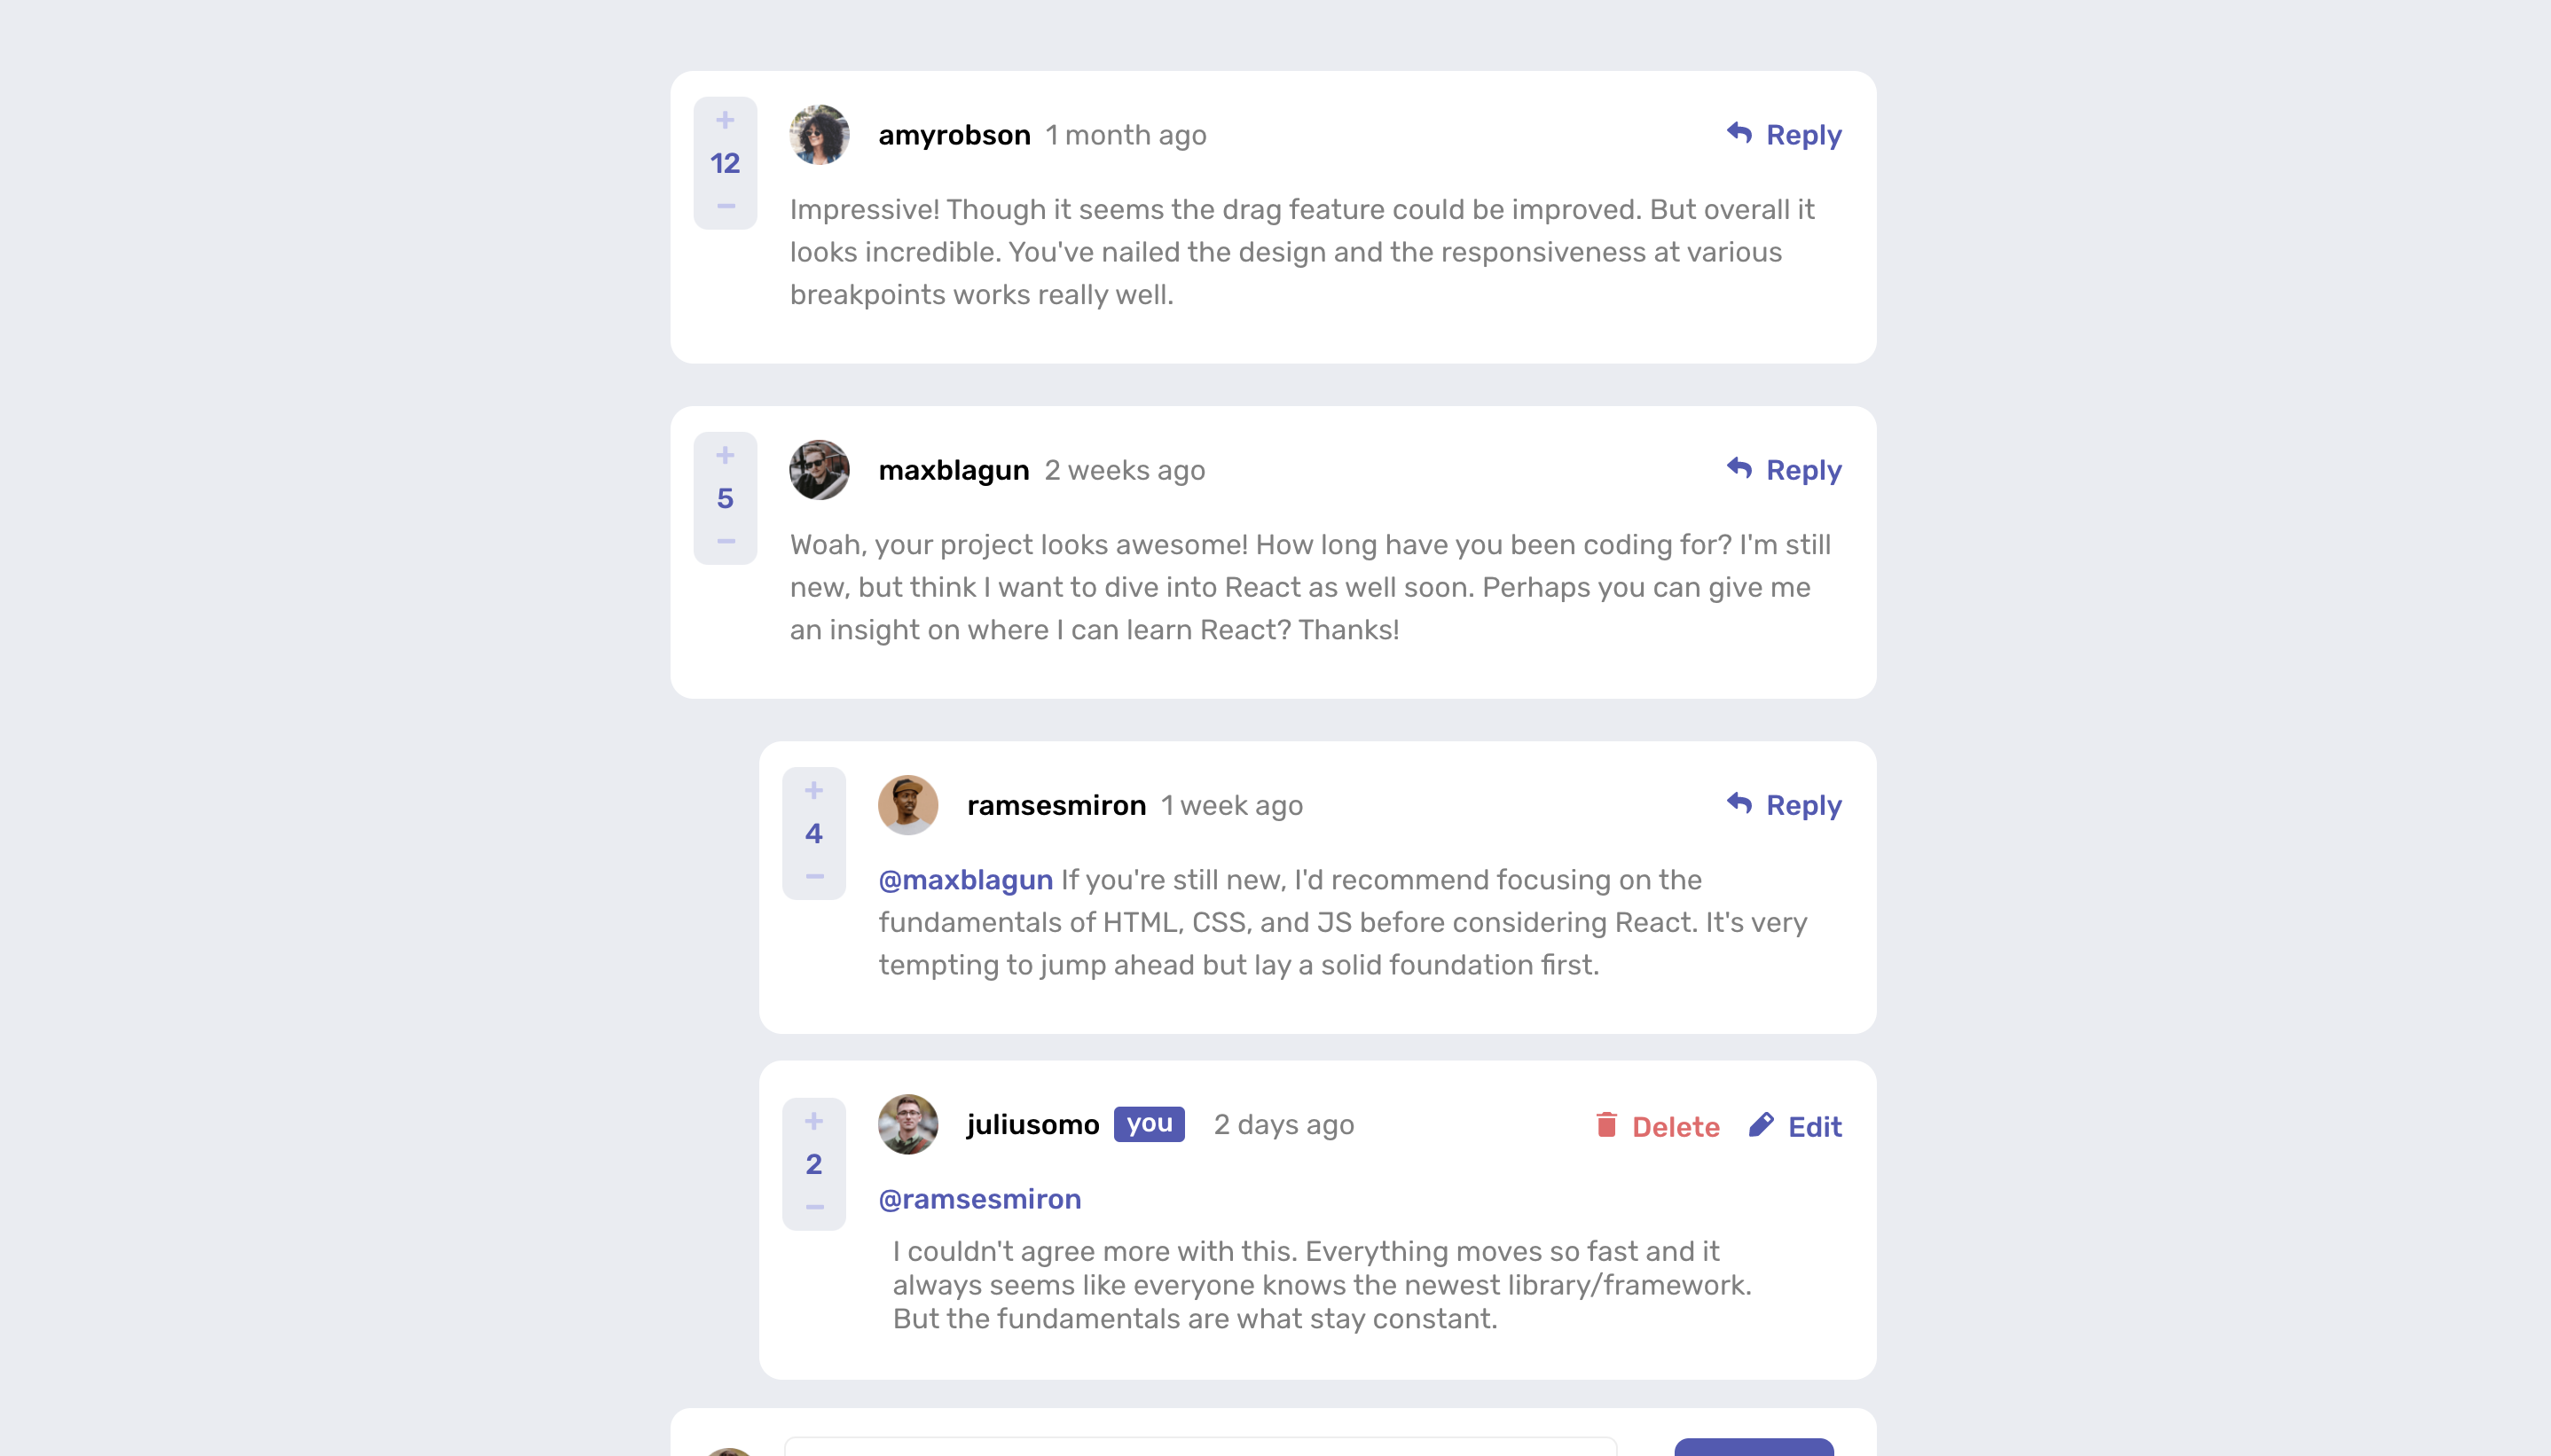 +
12
−
amyrobson 1 month ago
Reply
Impressive! Though it seems the drag feature could be improved. But overall it
looks incredible. You've nailed the design and the responsiveness at various
breakpoints works really well.
+
5
−
maxblagun 2 weeks ago
Reply
Woah, your project looks awesome! How long have you been coding for? I'm still
new, but think I want to dive into React as well soon. Perhaps you can give me
an insight on where I can learn React? Thanks!
+
4
−
ramsesmiron 1 week ago
Reply
@maxblagun If you're still new, I'd recommend focusing on the
fundamentals of HTML, CSS, and JS before considering React. It's very
tempting to jump ahead but lay a solid foundation first.
+
2
−
juliusomo you 2 days ago
Delete Edit
@ramsesmiron
I couldn't agree more with this. Everything moves so fast and it
always seems like everyone knows the newest library/framework.
But the fundamentals are what stay constant.